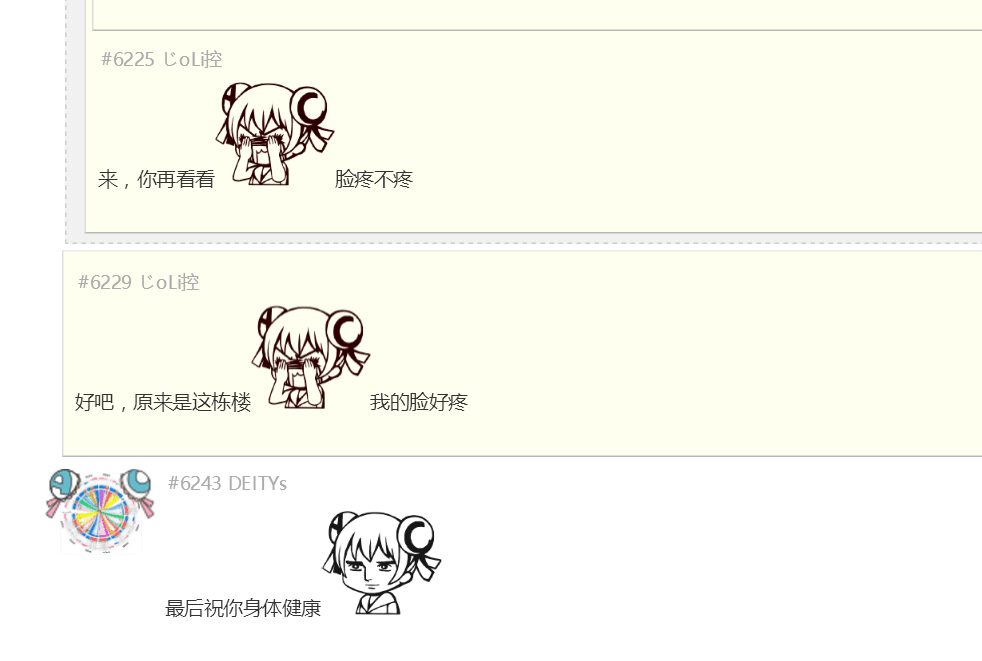 #6225 じoLi控
来，你再看看 脸疼不疼
#6229 じoLi控
好吧，原来是这栋楼 我的脸好疼
#6243 DEITYs
最后祝你身体健康